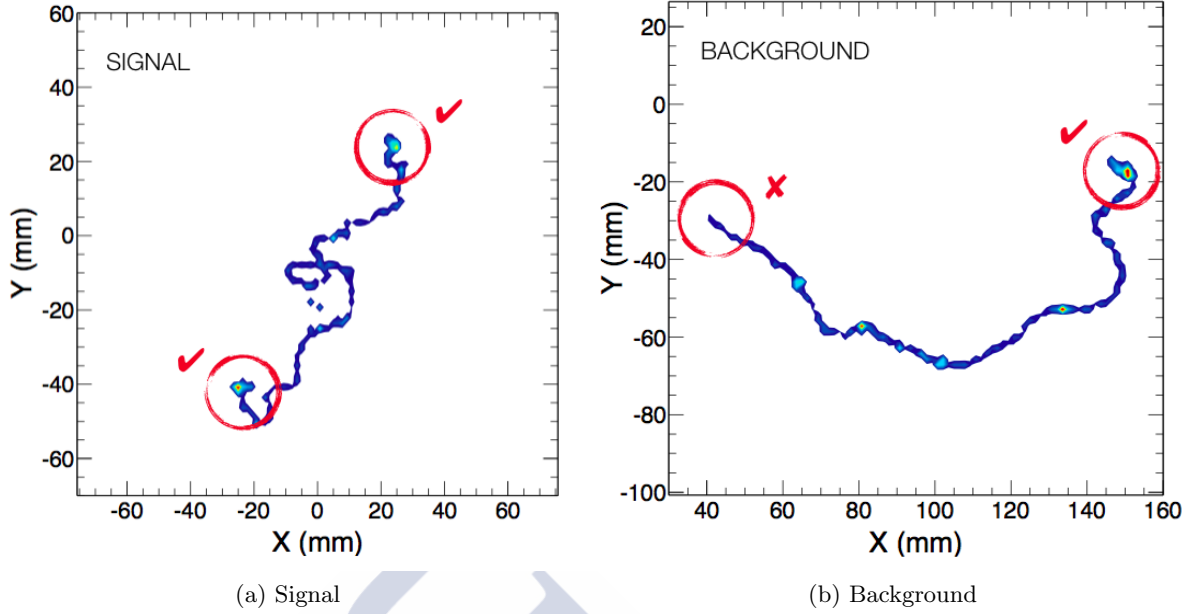 SIGNAL
60
40
20
0
-20
-40
-60
Y (mm)
-60 -40 -20 0 20 40 60
X (mm)
(a) Signal
BACKGROUND
20
0
-20
-40
-60
-80
-100
Y (mm)
40 60 80 100 120 140 160
X (mm)
(b) Background